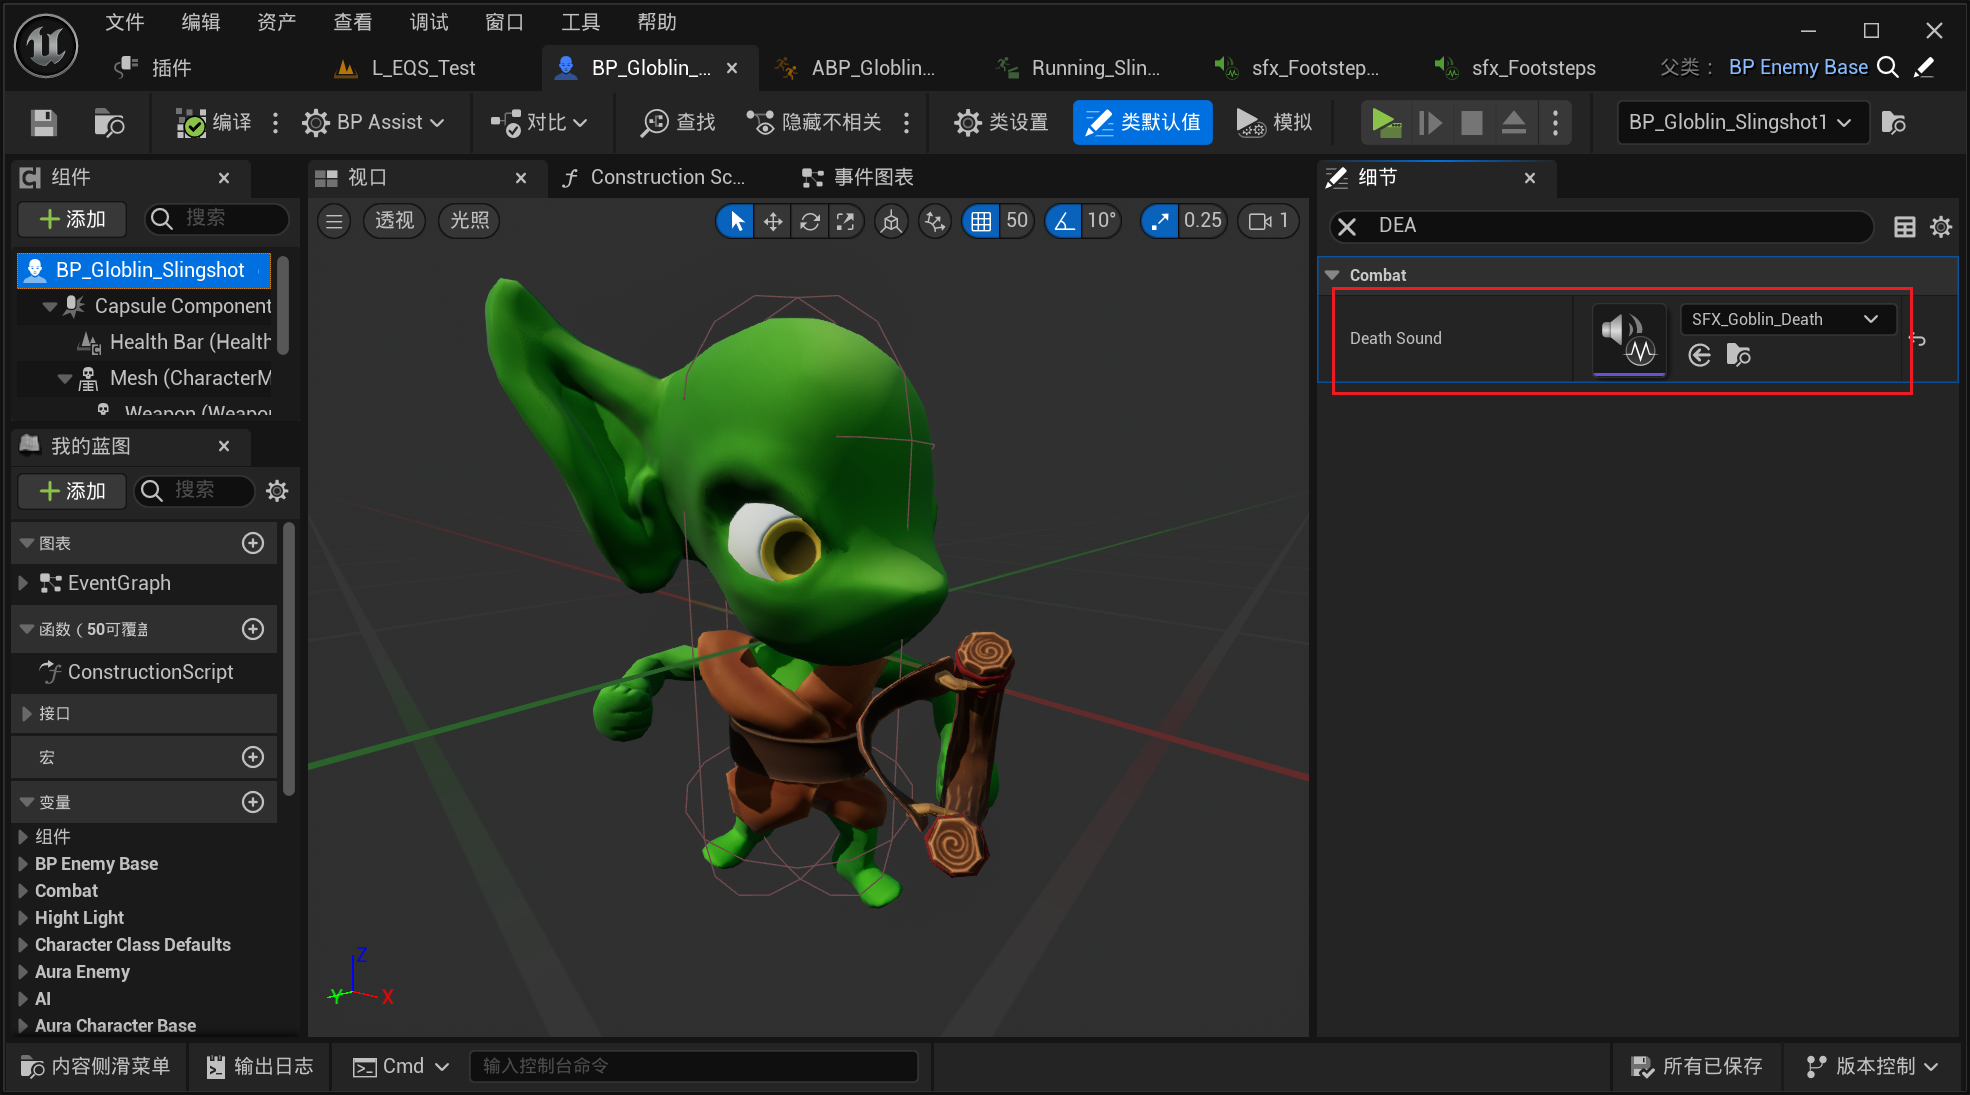 文件 编辑 资产 查看 调试 窗口 工具 帮助
插件 L_EQS_Test BP_Globlin_... ABP_Globlin... Running_Slin... sfx_Footstep... sfx_Footsteps 父类： BP Enemy Base
编译 BP Assist 对比 查找 隐藏不相关 类设置 类默认值 模拟 BP_Globlin_Slingshot1
组件
添加 搜索
BP_Globlin_Slingshot
Capsule Component
Health Bar (Health
Mesh (CharacterM
Weapon (Weapon
我的蓝图
添加 搜索
图表
EventGraph
函数（50可覆盖
ConstructionScript
接口
宏
变量
组件
BP Enemy Base
Combat
Hight Light
Character Class Defaults
Aura Enemy
AI
Aura Character Base
视口 Construction Sc... 事件图表
透视 光照 50 10° 0.25 1
Z
Y X
细节
DEA
Combat
Death Sound SFX_Goblin_Death
内容侧滑菜单 输出日志 Cmd 输入控制台命令 所有已保存 版本控制